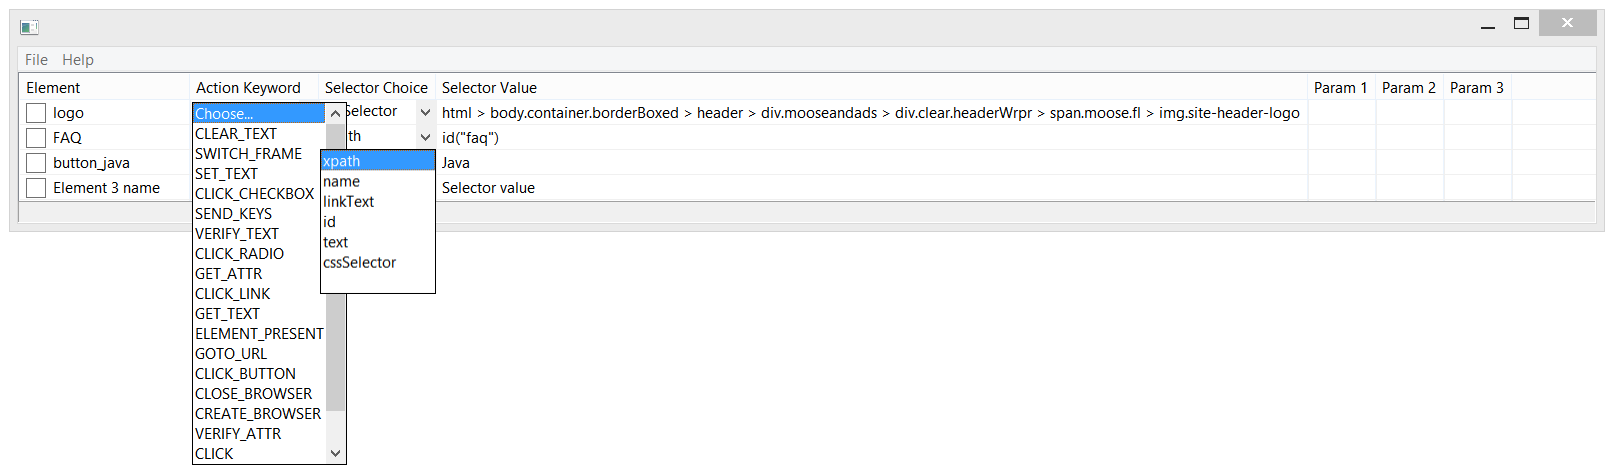 File Help
Element Action Keyword Selector Choice Selector Value Param 1 Param 2 Param 3
logo Selector html > body.container.borderBoxed > header > div.mooseandads > div.clear.headerWrpr > span.moose.fl > img.site-header-logo
FAQ th id("faq")
button_java Java
Element 3 name Selector value
Choose...
CLEAR_TEXT
SWITCH_FRAME
SET_TEXT
CLICK_CHECKBOX
SEND_KEYS
VERIFY_TEXT
CLICK_RADIO
GET_ATTR
CLICK_LINK
GET_TEXT
ELEMENT_PRESENT
GOTO_URL
CLICK_BUTTON
CLOSE_BROWSER
CREATE_BROWSER
VERIFY_ATTR
CLICK
xpath
name
linkText
id
text
cssSelector